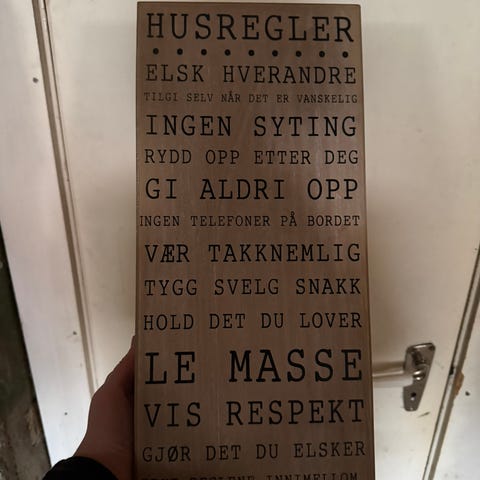 HUSREGLER
ELSK HVERANDRE
TILGI SELV NÅR DET ER VANSKELIG
INGEN SYTING
RYDD OPP ETTER DEG
GI ALDRI OPP
INGEN TELEFONER PÅ BORDET
VÆR TAKKNEMLIG
TYGG SVELG SNAKK
HOLD DET DU LOVER
LE MASSE
VIS RESPEKT
GJØR DET DU ELSKER
REGLENE INNIMELLOM